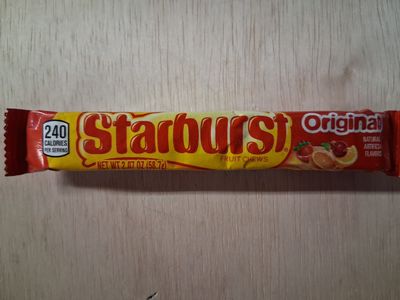 240
CALORIES
PER SERVING
Starburst
FRUIT CHEWS
NET WT 2.07 OZ (58.7g)
Original
NATURAL
ARTIFICIAL
FLAVORS